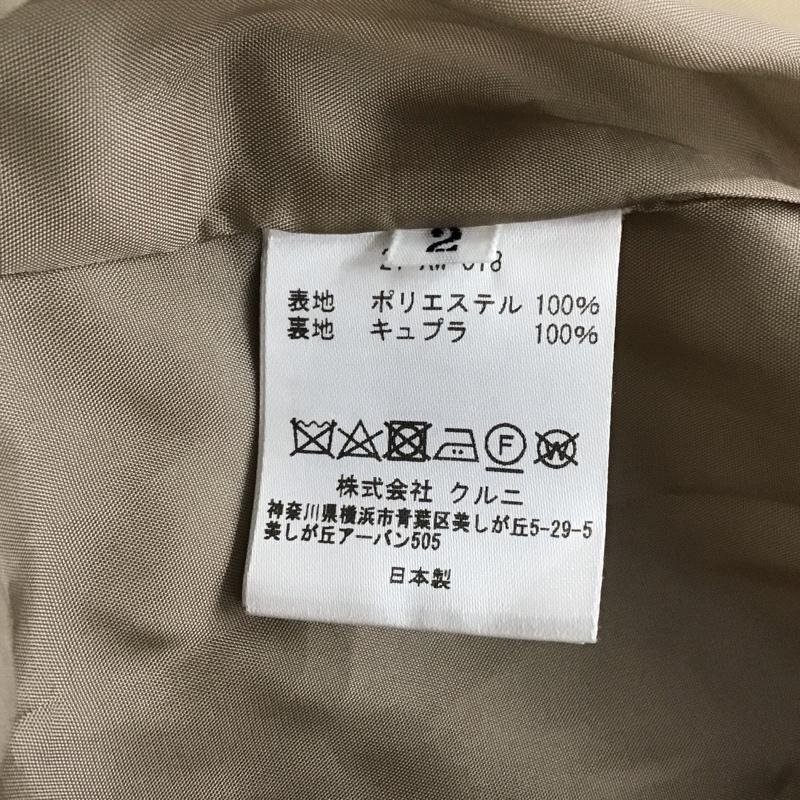 2
表地 ポリエステル 100%
裏地 キュプラ 100%
F
W
株式会社 クルニ
神奈川県横浜市青葉区美しが丘5-29-5
美しが丘アーバン505
日本製